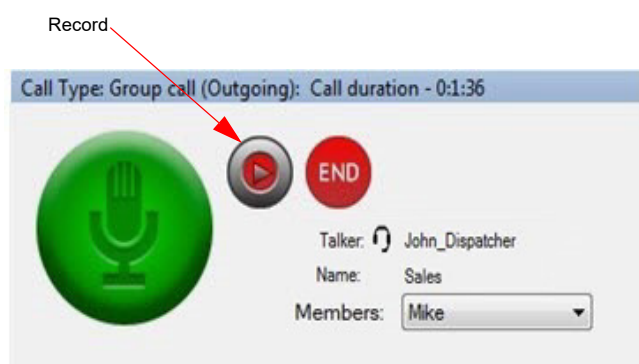 Record
Call Type: Group call (Outgoing): Call duration - 0:1:36
END
Talker: John_Dispatcher
Name: Sales
Members: Mike